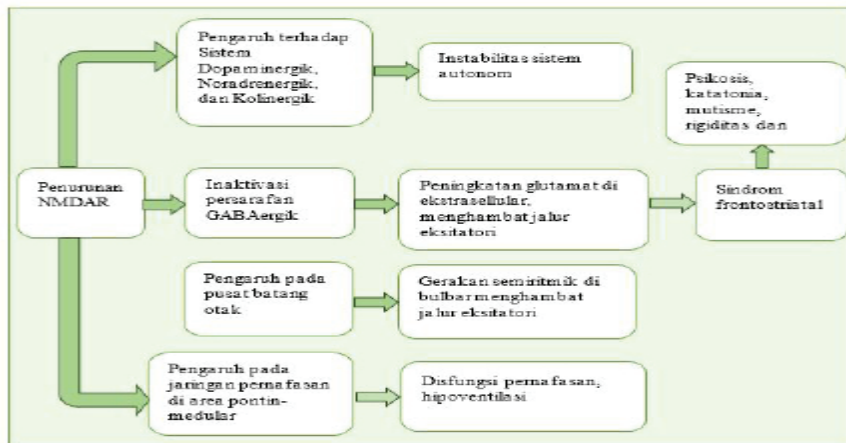 Pengaruh terhadap
Sistem
Dopaminergik,
Noradrenergik,
dan Kolinergik
Instabilitas sistem
autonom
Psikosis,
katatonia,
mutisme,
rigiditas dan
Penurunan
NMDAR
Inaktivasi
persarafan
GABAergik
Peningkatan glutamat di
ekstrasellular,
menghambat jalur
eksitatori
Sindrom
frontostriatal
Pengaruh pada
pusat batang
otak
Gerakan semiritmik di
bulbar menghambat
jalur eksitatori
Pengaruh pada
jaringan pernafasan
di area pontin-
medular
Disfungsi pernafasan,
hipoventilasi